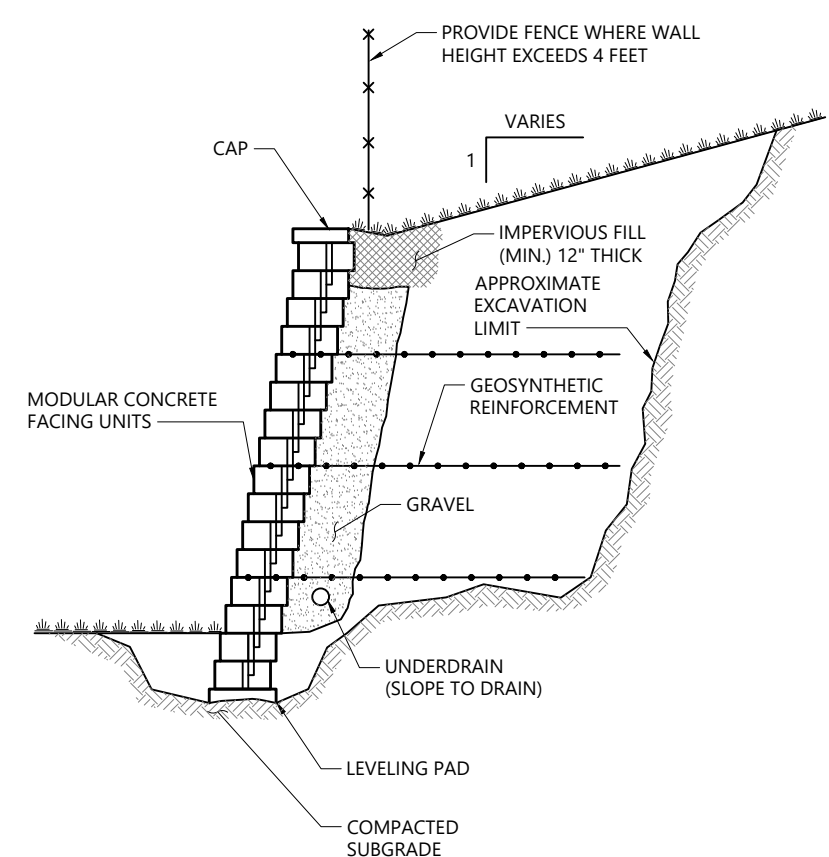 PROVIDE FENCE WHERE WALL
HEIGHT EXCEEDS 4 FEET
VARIES
1
CAP
IMPERVIOUS FILL
(MIN.) 12" THICK
APPROXIMATE
EXCAVATION
LIMIT
MODULAR CONCRETE
FACING UNITS
GEOSYNTHETIC
REINFORCEMENT
GRAVEL
UNDERDRAIN
(SLOPE TO DRAIN)
LEVELING PAD
COMPACTED
SUBGRADE